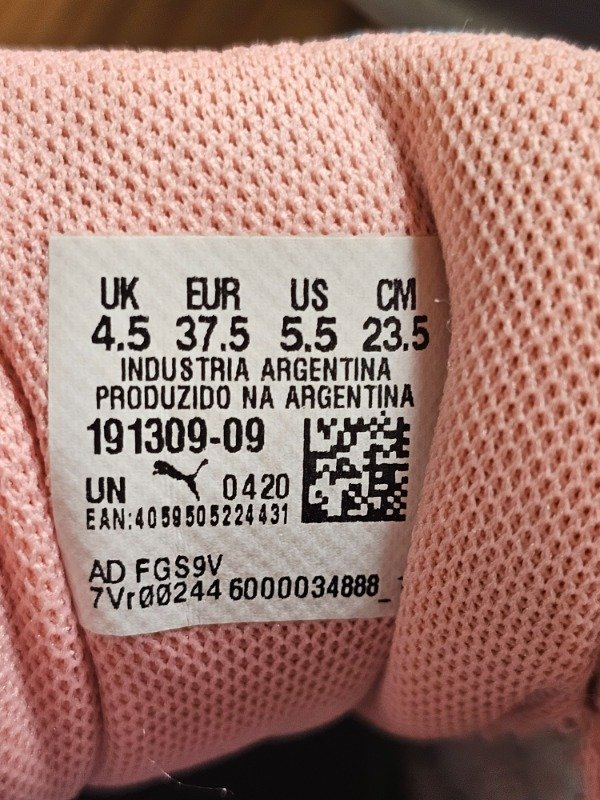 UK EUR US CM
4.5 37.5 5.5 23.5
INDUSTRIA ARGENTINA
PRODUZIDO NA ARGENTINA
191309-09
UN 0420
EAN:4059505224431
AD FGS9V
7Vr00244 6000034888_